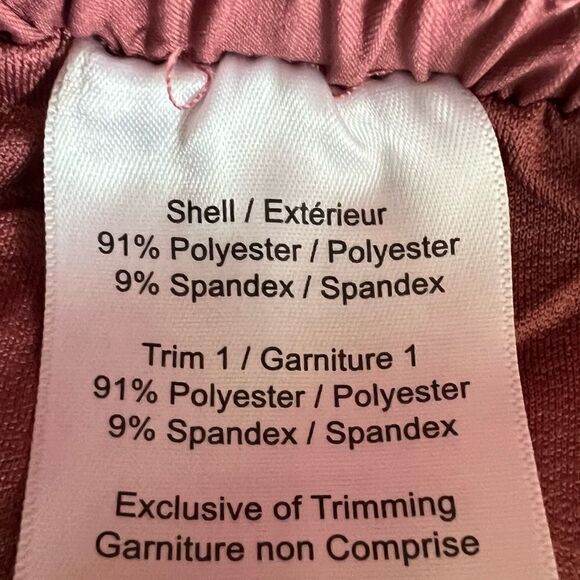 Shell / Extérieur
91% Polyester / Polyester
9% Spandex / Spandex
Trim 1 / Garniture 1
91% Polyester / Polyester
9% Spandex / Spandex
Exclusive of Trimming
Garniture non Comprise